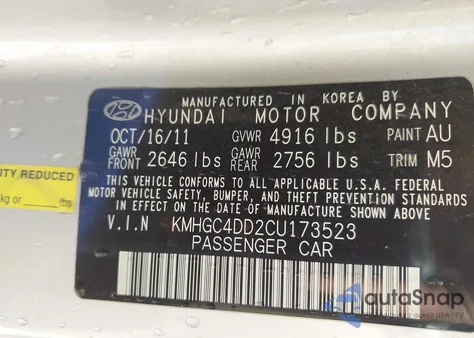 MANUFACTURED IN KOREA BY
HYUNDAI MOTOR COMPANY
OCT/16/11 GVWR 4916 lbs PAINT AU
GAWR FRONT 2646 lbs GAWR REAR 2756 lbs TRIM M5
THIS VEHICLE CONFORMS TO ALL APPLICABLE U.S.A. FEDERAL
MOTOR VEHICLE SAFETY, BUMPER, AND THEFT PREVENTION STANDARDS
IN EFFECT ON THE DATE OF MANUFACTURE SHOWN ABOVE.
V.I.N KMHGC4DD2CU173523
PASSENGER CAR
REDUCED
kg or lbs
autoSnap